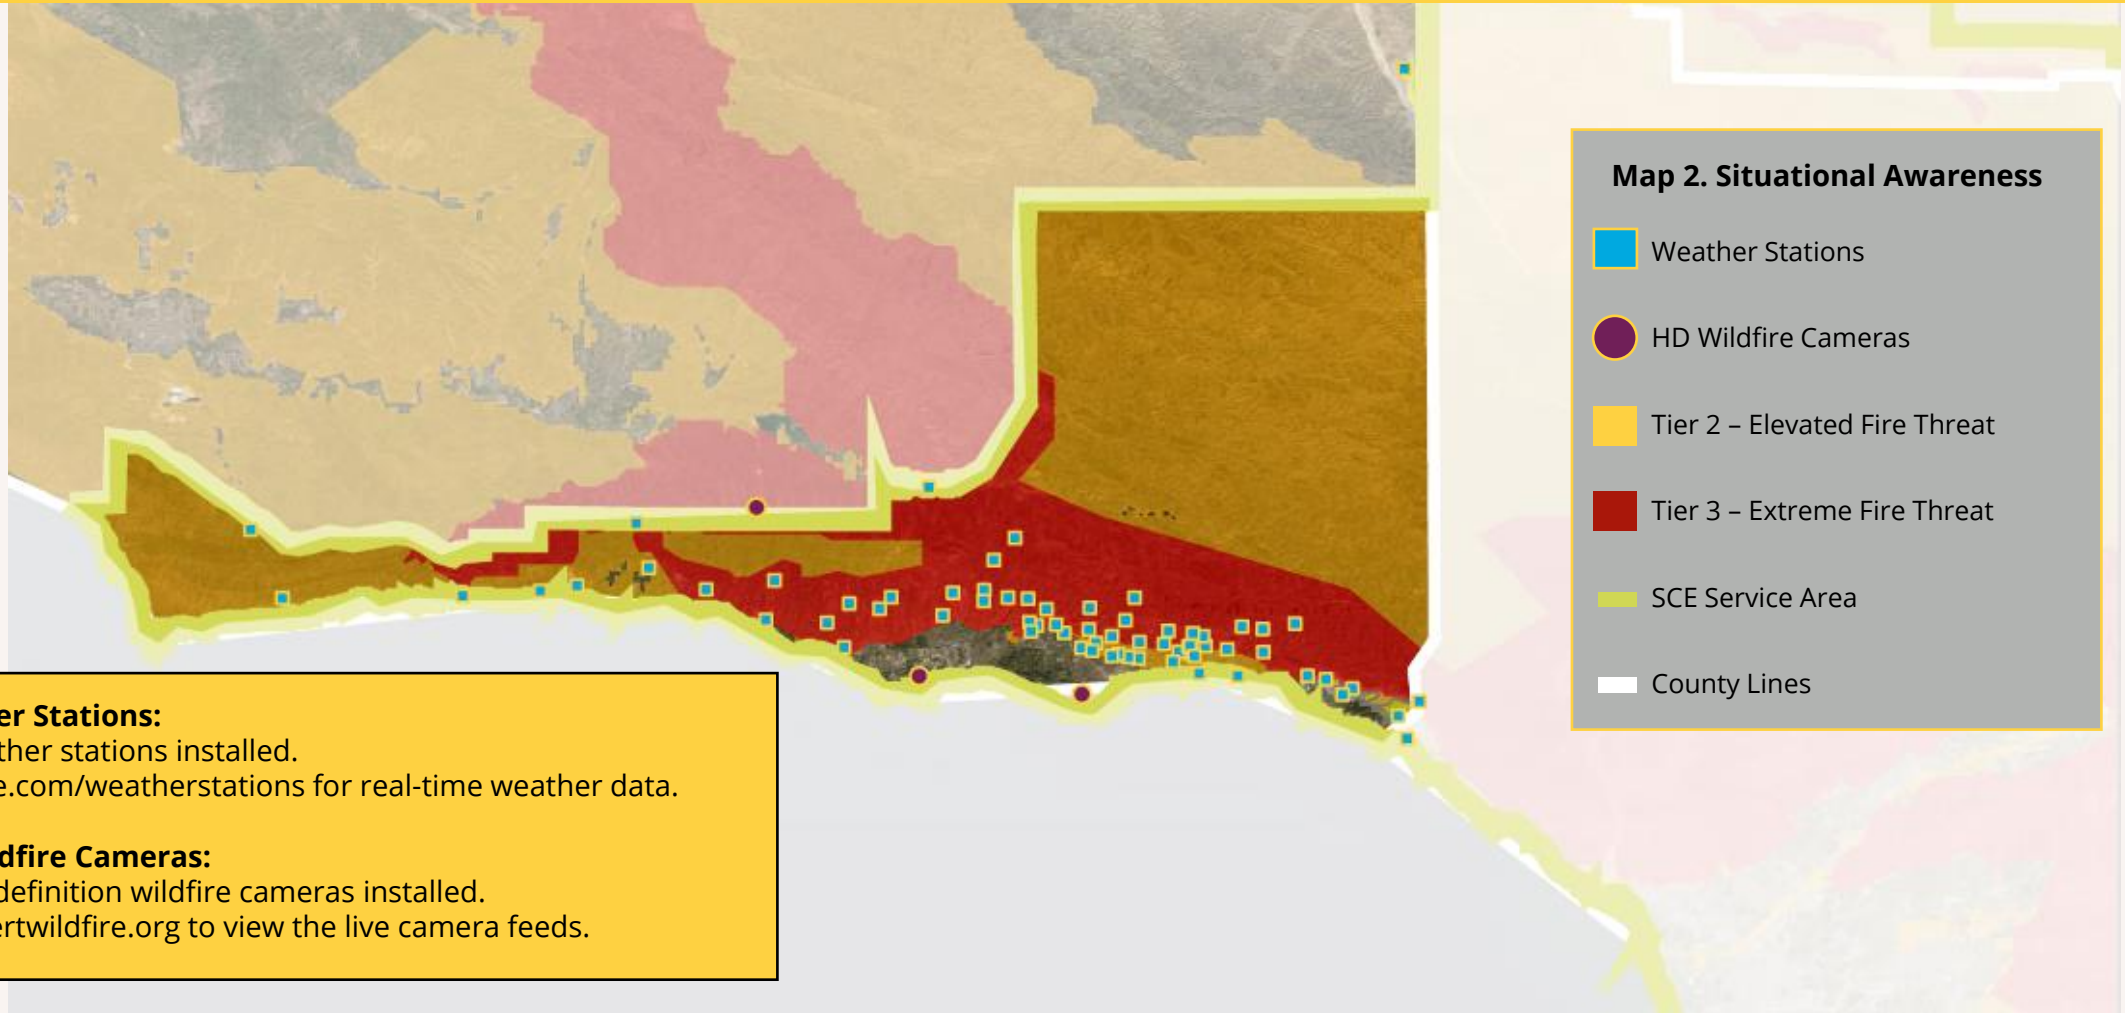 Map 2. Situational Awareness
Weather Stations
HD Wildfire Cameras
Tier 2 – Elevated Fire Threat
Tier 3 – Extreme Fire Threat
SCE Service Area
County Lines
er Stations:
ther stations installed.
e.com/weatherstations for real-time weather data.
dfire Cameras:
definition wildfire cameras installed.
ertwildfire.org to view the live camera feeds.